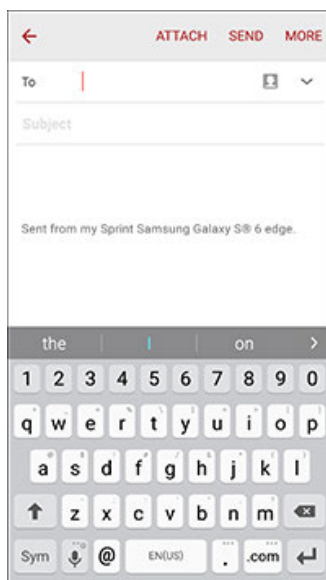 ATTACH SEND MORE
To
Subject
Sent from my Sprint Samsung Galaxy S® 6 edge.
the I on >
1 2 3 4 5 6 7 8 9 0
q w e r t y u i o p
a s d f g h j k l
z x c v b n m
Sym @ EN(US) . .com